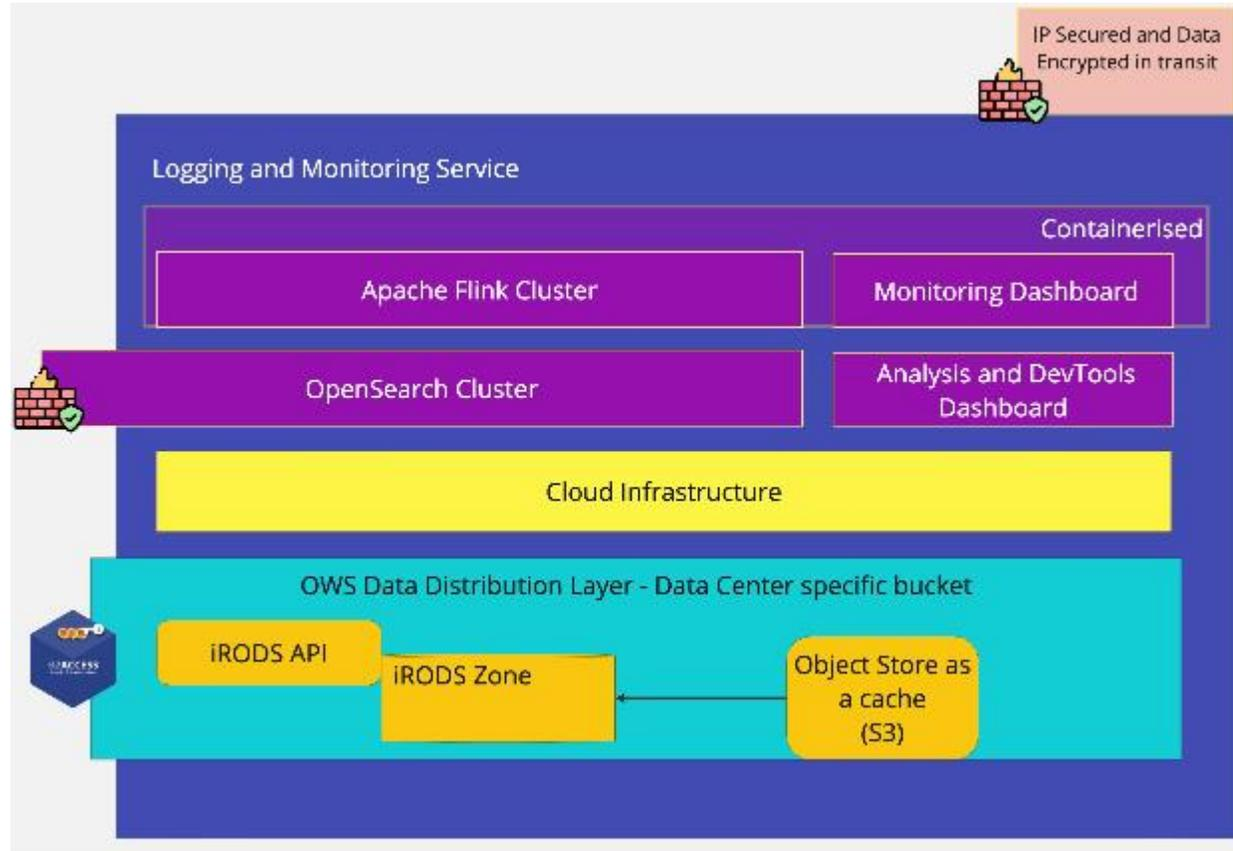 IP Secured and Data
Encrypted in transit
Logging and Monitoring Service
Containerised
Apache Flink Cluster
Monitoring Dashboard
OpenSearch Cluster
Analysis and DevTools
Dashboard
Cloud Infrastructure
OWS Data Distribution Layer - Data Center specific bucket
iRODS API
iRODS Zone
Object Store as
a cache
(S3)